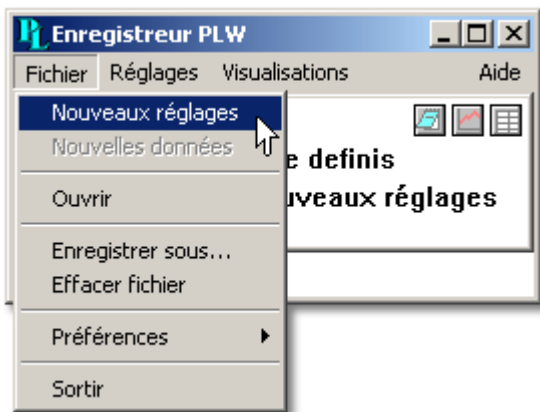 Enregistreur PLW
Fichier Réglages Visualisations Aide
Nouveaux réglages
Nouvelles données
e definis
Ouvrir
uveaux réglages
Enregistrer sous...
Effacer fichier
Préférences
Sortir